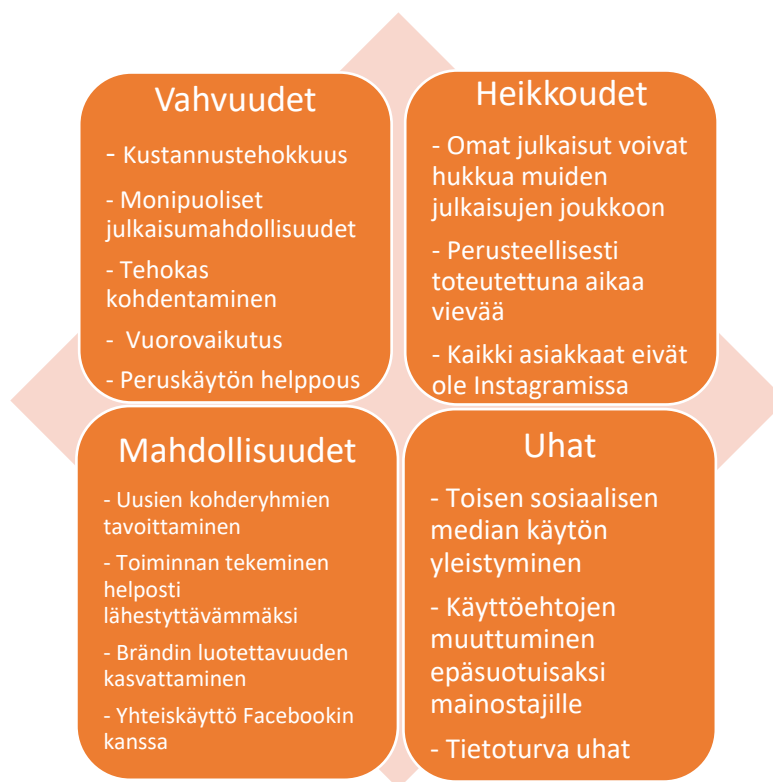 Vahvuudet
- Kustannustehokkuus
- Monipuoliset
julkaisumahdollisuudet
- Tehokas
kohdentaminen
- Vuorovaikutus
- Peruskäytön helppous
Heikkoudet
- Omat julkaisut voivat
hukkua muiden
julkaisujen joukkoon
- Perusteellisesti
toteutettuna aikaa
vievää
- Kaikki asiakkaat eivät
ole Instagramissa
Mahdollisuudet
- Uusien kohderyhmien
tavoittaminen
- Toiminnan tekeminen
helposti
lähestyttävämmäksi
- Brändin luotettavuuden
kasvattaminen
- Yhteiskäyttö Facebookin
kanssa
Uhat
- Toisen sosiaalisen
median käytön
yleistyminen
- Käyttöehtojen
muuttuminen
epäsuotuisaksi
mainostajille
- Tietoturva uhat